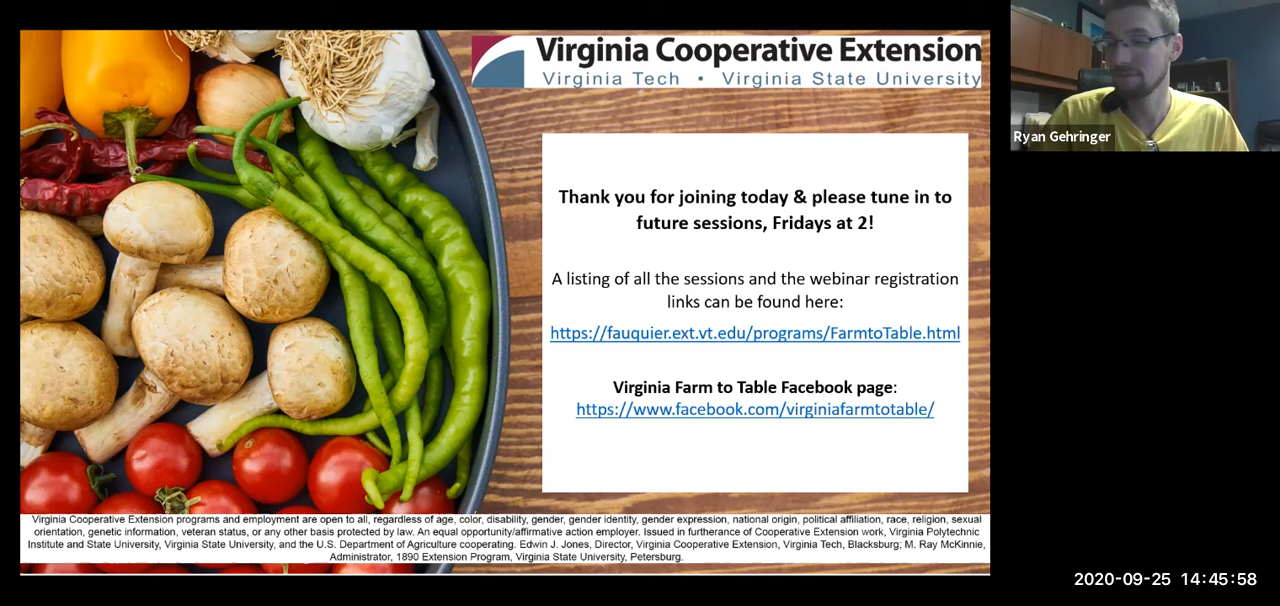 Virginia Cooperative Extension
Virginia Tech • Virginia State University
Ryan Gehringer
Thank you for joining today & please tune in to
future sessions, Fridays at 2!
A listing of all the sessions and the webinar registration
links can be found here:
https://fauquier.ext.vt.edu/programs/FarmtoTable.html
Virginia Farm to Table Facebook page:
https://www.facebook.com/virginiafarmtotable/
Virginia Cooperative Extension programs and employment are open to all, regardless of age, color, disability, gender, gender identity, gender expression, national origin, political affiliation, race, religion, sexual
orientation, genetic information, veteran status, or any other basis protected by law. An equal opportunity/affirmative action employer. Issued in furtherance of Cooperative Extension work, Virginia Polytechnic
Institute and State University, Virginia State University, and the U.S. Department of Agriculture cooperating. Edwin J. Jones, Director, Virginia Cooperative Extension, Virginia Tech, Blacksburg; M. Ray McKinnie,
Administrator, 1890 Extension Program, Virginia State University, Petersburg.
2020-09-25 14:45:58